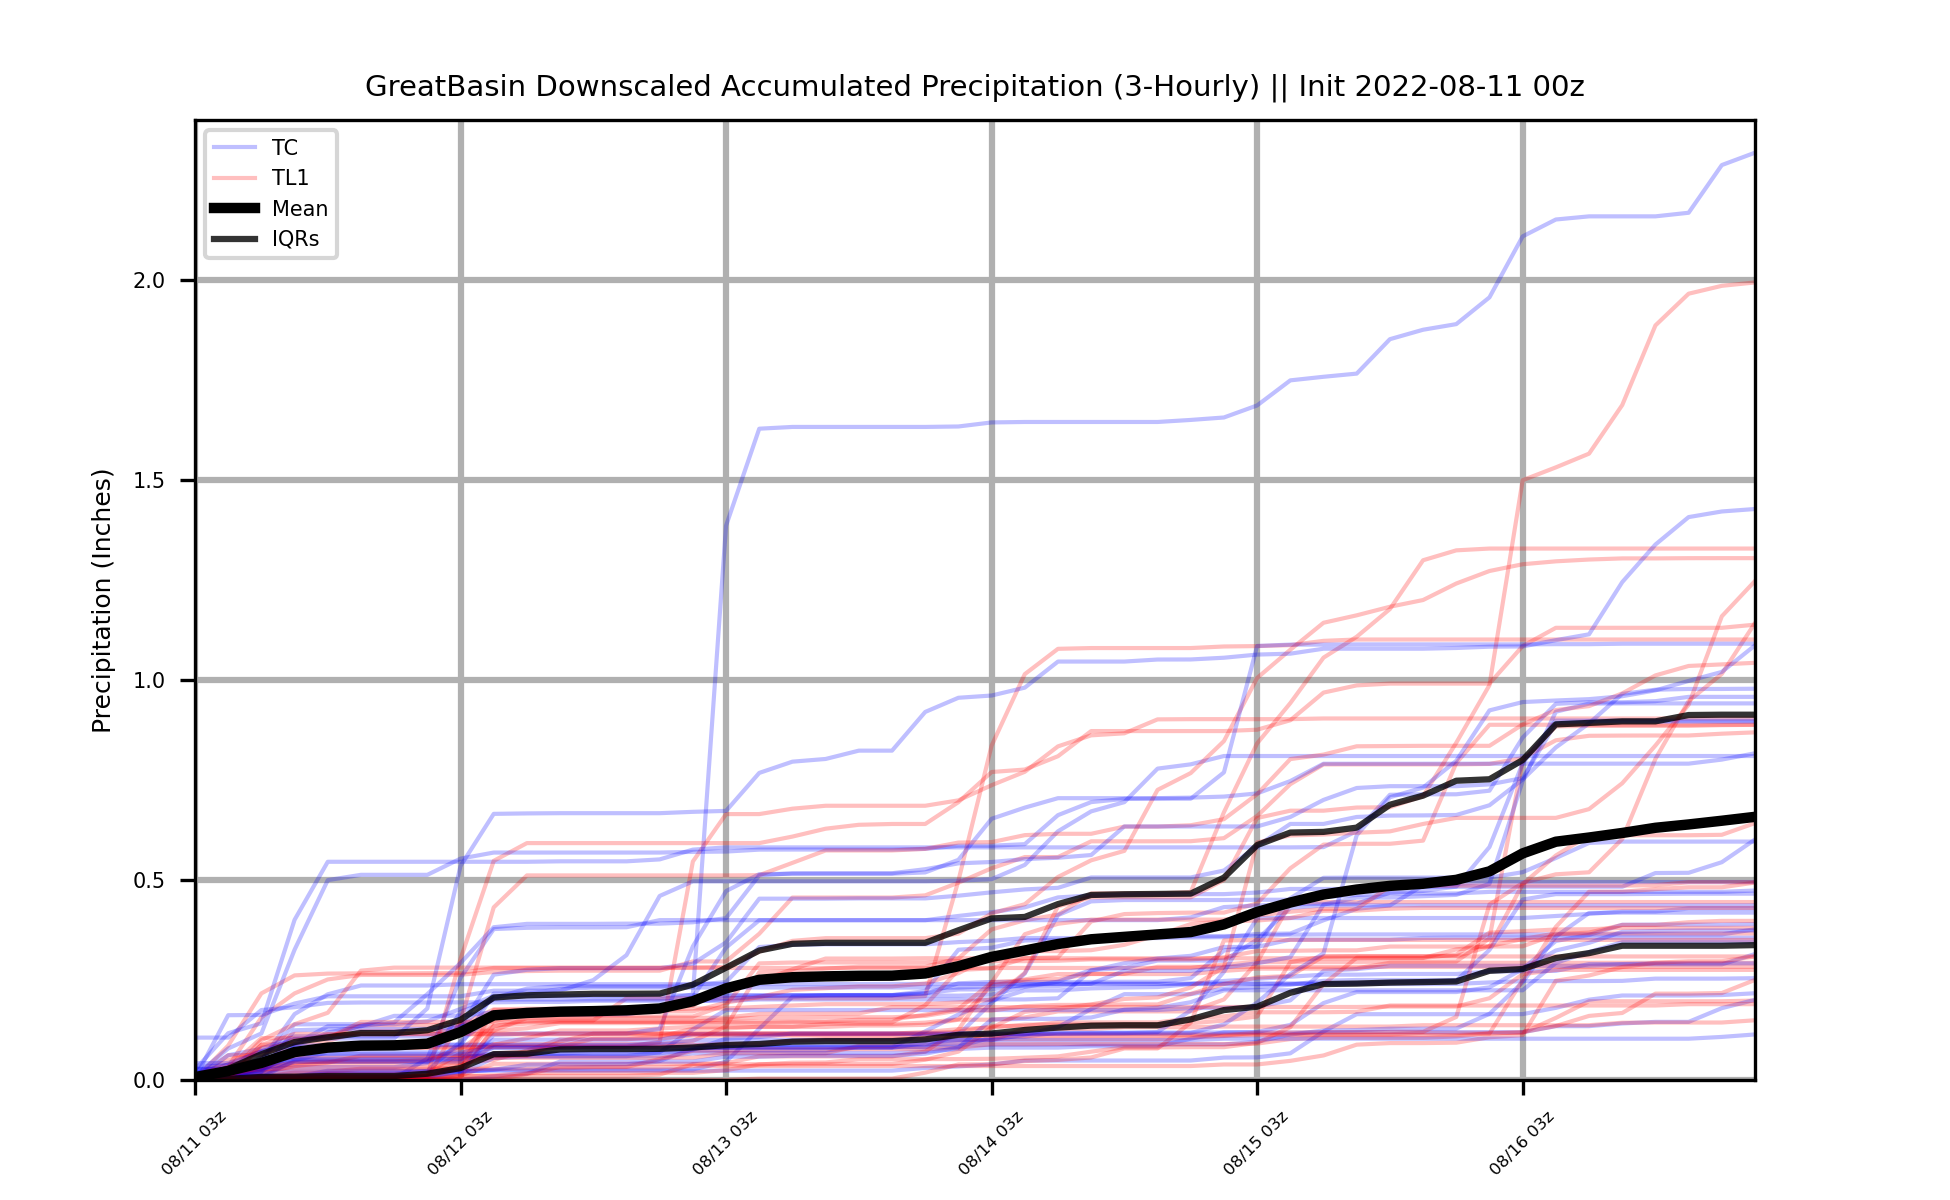 GreatBasin Downscaled Accumulated Precipitation (3-Hourly) || Init 2022-08-11 00z
TC
TL1
Mean
IQRs
Precipitation (Inches)
2.0
1.5
1.0
0.5
0.0
08/11 03z
08/12 03z
08/13 03z
08/14 03z
08/15 03z
08/16 03z